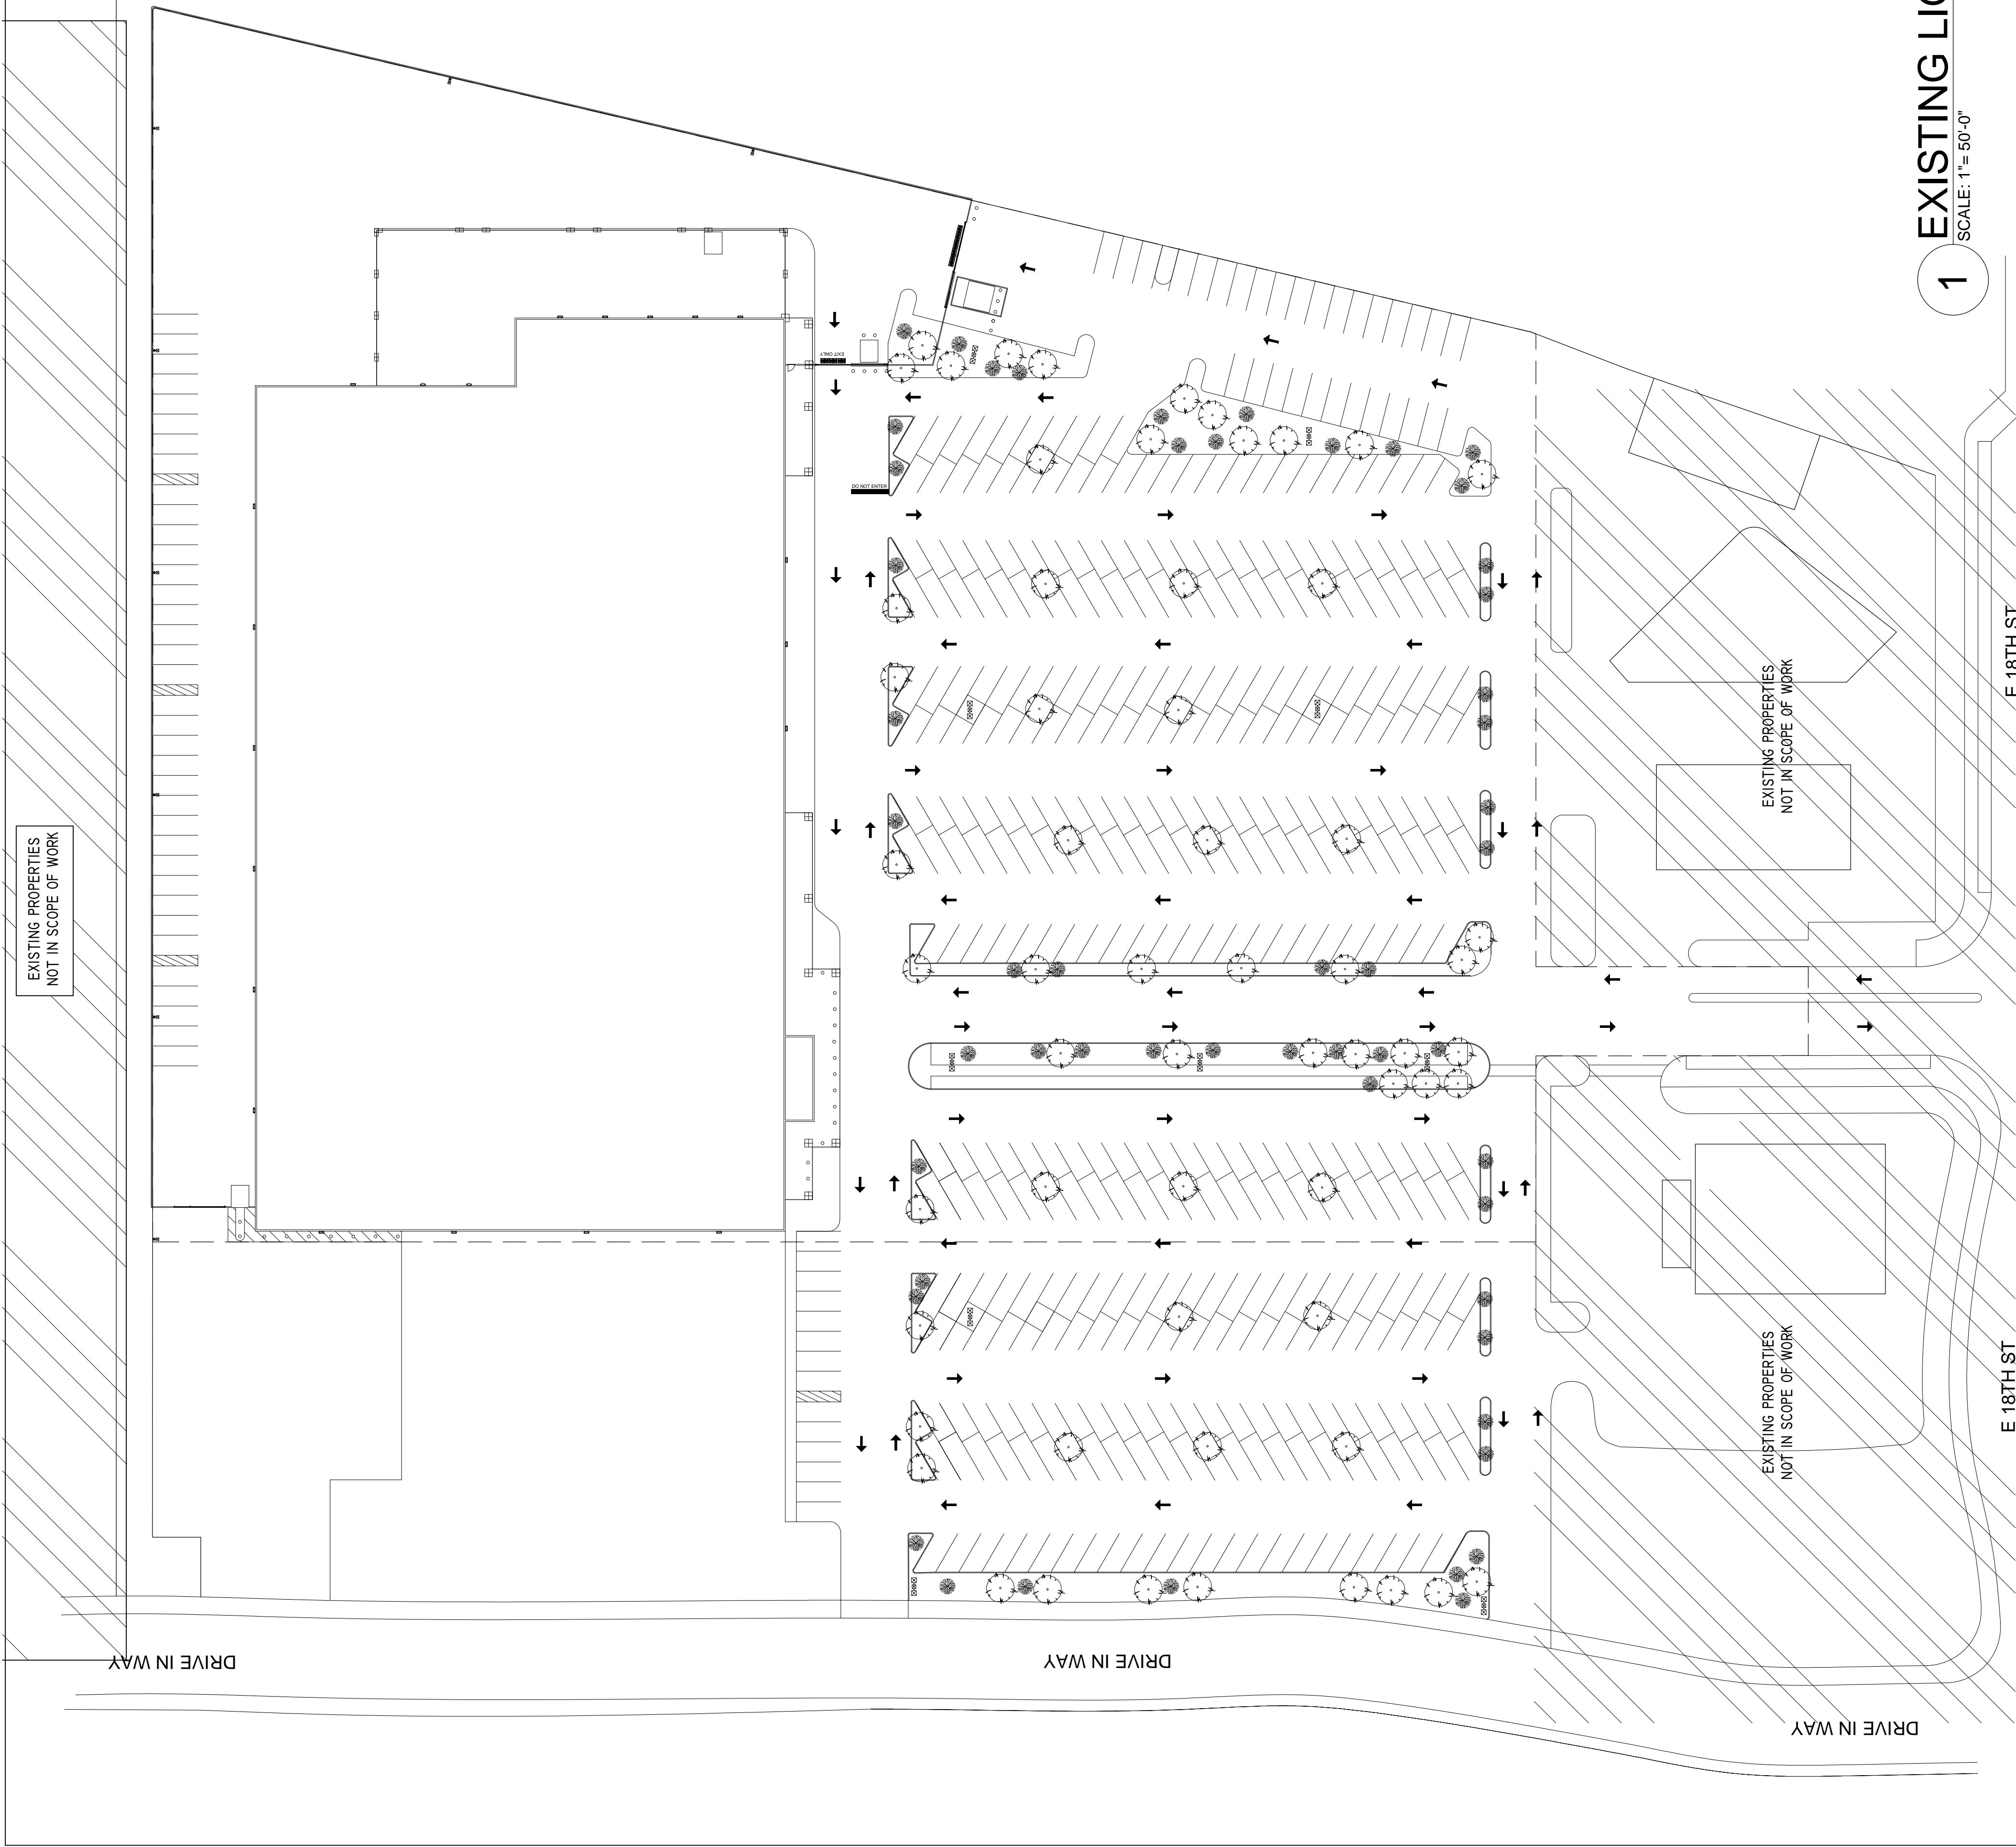 EXISTING LIG
SCALE: 1"= 50'-0"
1
EXIT ONLY
DO NOT ENTER
EXISTING PROPERTIES
NOT IN SCOPE OF WORK
EXISTING PROPERTIES
NOT IN SCOPE OF WORK
E 18TH ST
EXISTING PROPERTIES
NOT IN SCOPE OF WORK
E 18TH ST
DRIVE IN WAY
DRIVE IN WAY
DRIVE IN WAY